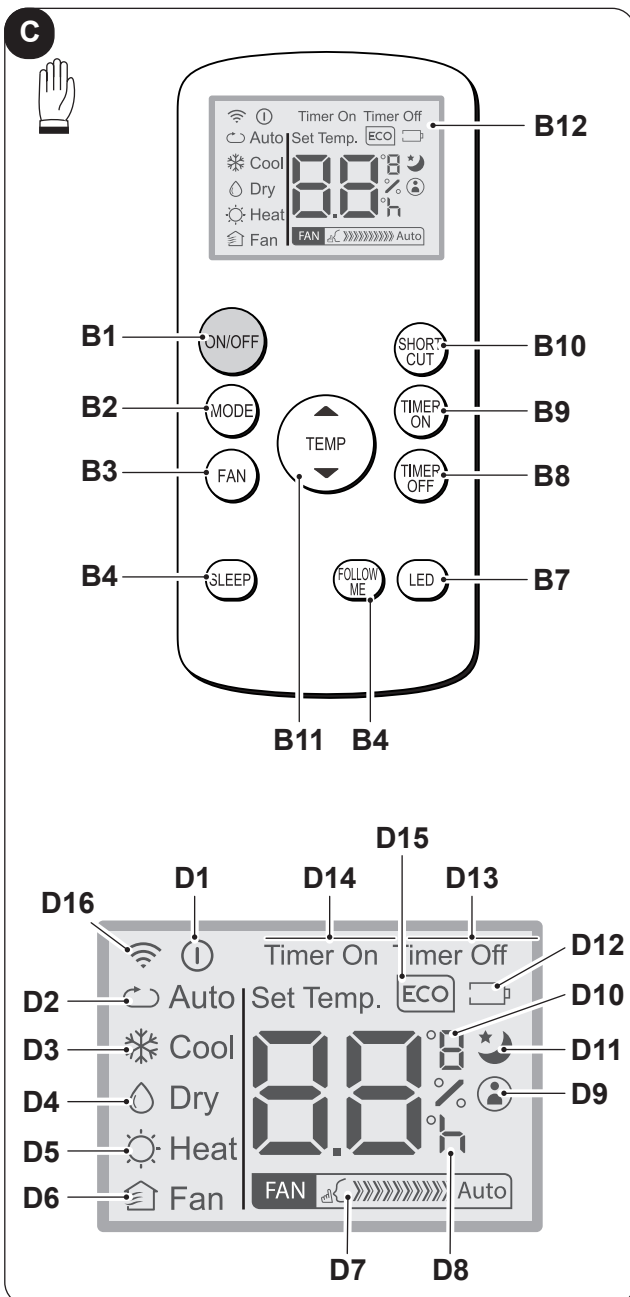 C
Timer On Timer Off
Auto Set Temp. ECO
Cool
Dry
Heat
Fan FAN Auto
B12
B1 ON/OFF SHORT CUT B10
B2 MODE TIMER ON B9
B3 FAN TEMP TIMER OFF B8
B4 SLEEP FOLLOW ME LED B7
B11 B4
D15
D1 D14 D13
D16
Timer On Timer Off D12
D2 Auto Set Temp. ECO D10
D3 Cool 8.8 °8 D11
D4 Dry % D9
D5 Heat °h
D6 Fan FAN Auto
D7 D8